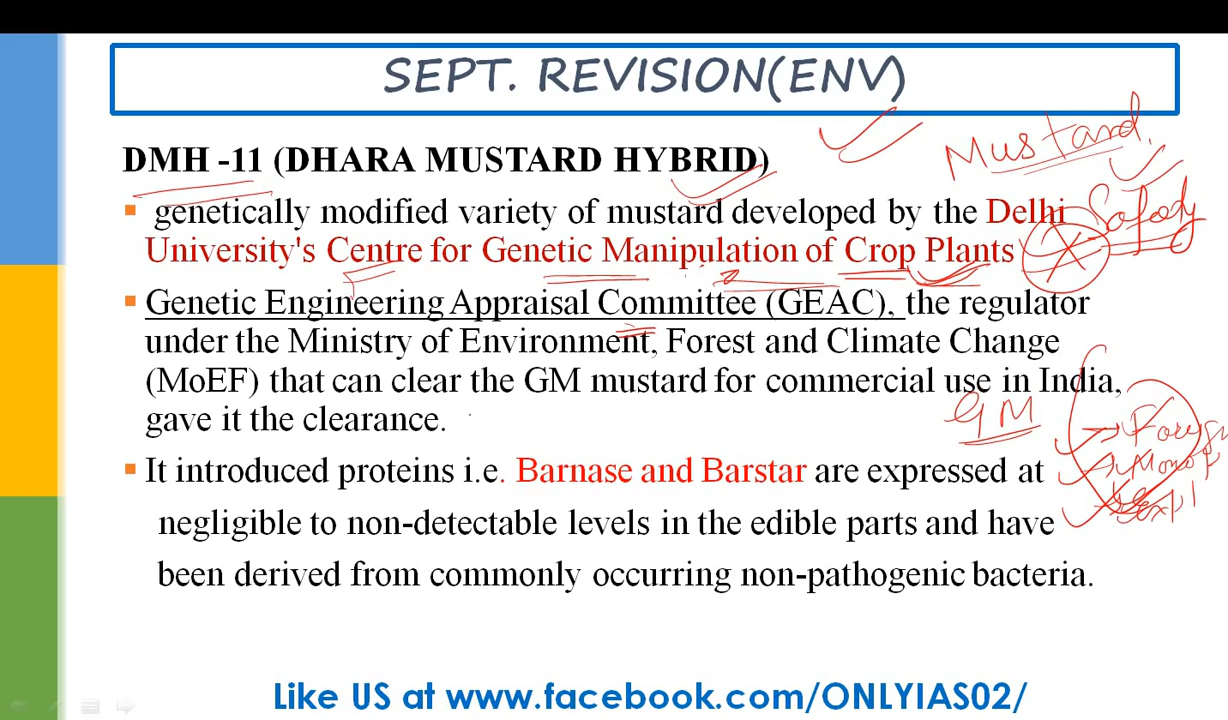 SEPT. REVISION(ENV)
Mustard.
DMH -11 (DHARA MUSTARD HYBRID)
Safety
genetically modified variety of mustard developed by the Delhi
University's Centre for Genetic Manipulation of Crop Plants
Genetic Engineering Appraisal Committee (GEAC), the regulator
under the Ministry of Environment, Forest and Climate Change
(MoEF) that can clear the GM mustard for commercial use in India,
gave it the clearance.
GM
It introduced proteins i.e. Barnase and Barstar are expressed at
negligible to non-detectable levels in the edible parts and have
been derived from commonly occurring non-pathogenic bacteria.
Like US at www.facebook.com/ONLYIAS02/